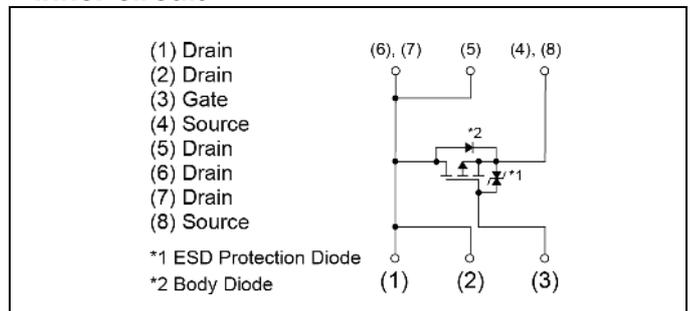 (1) Drain
(2) Drain
(3) Gate
(4) Source
(5) Drain
(6) Drain
(7) Drain
(8) Source
*1 ESD Protection Diode
*2 Body Diode
(6), (7) (5) (4), (8)
*2
*1
(1) (2) (3)